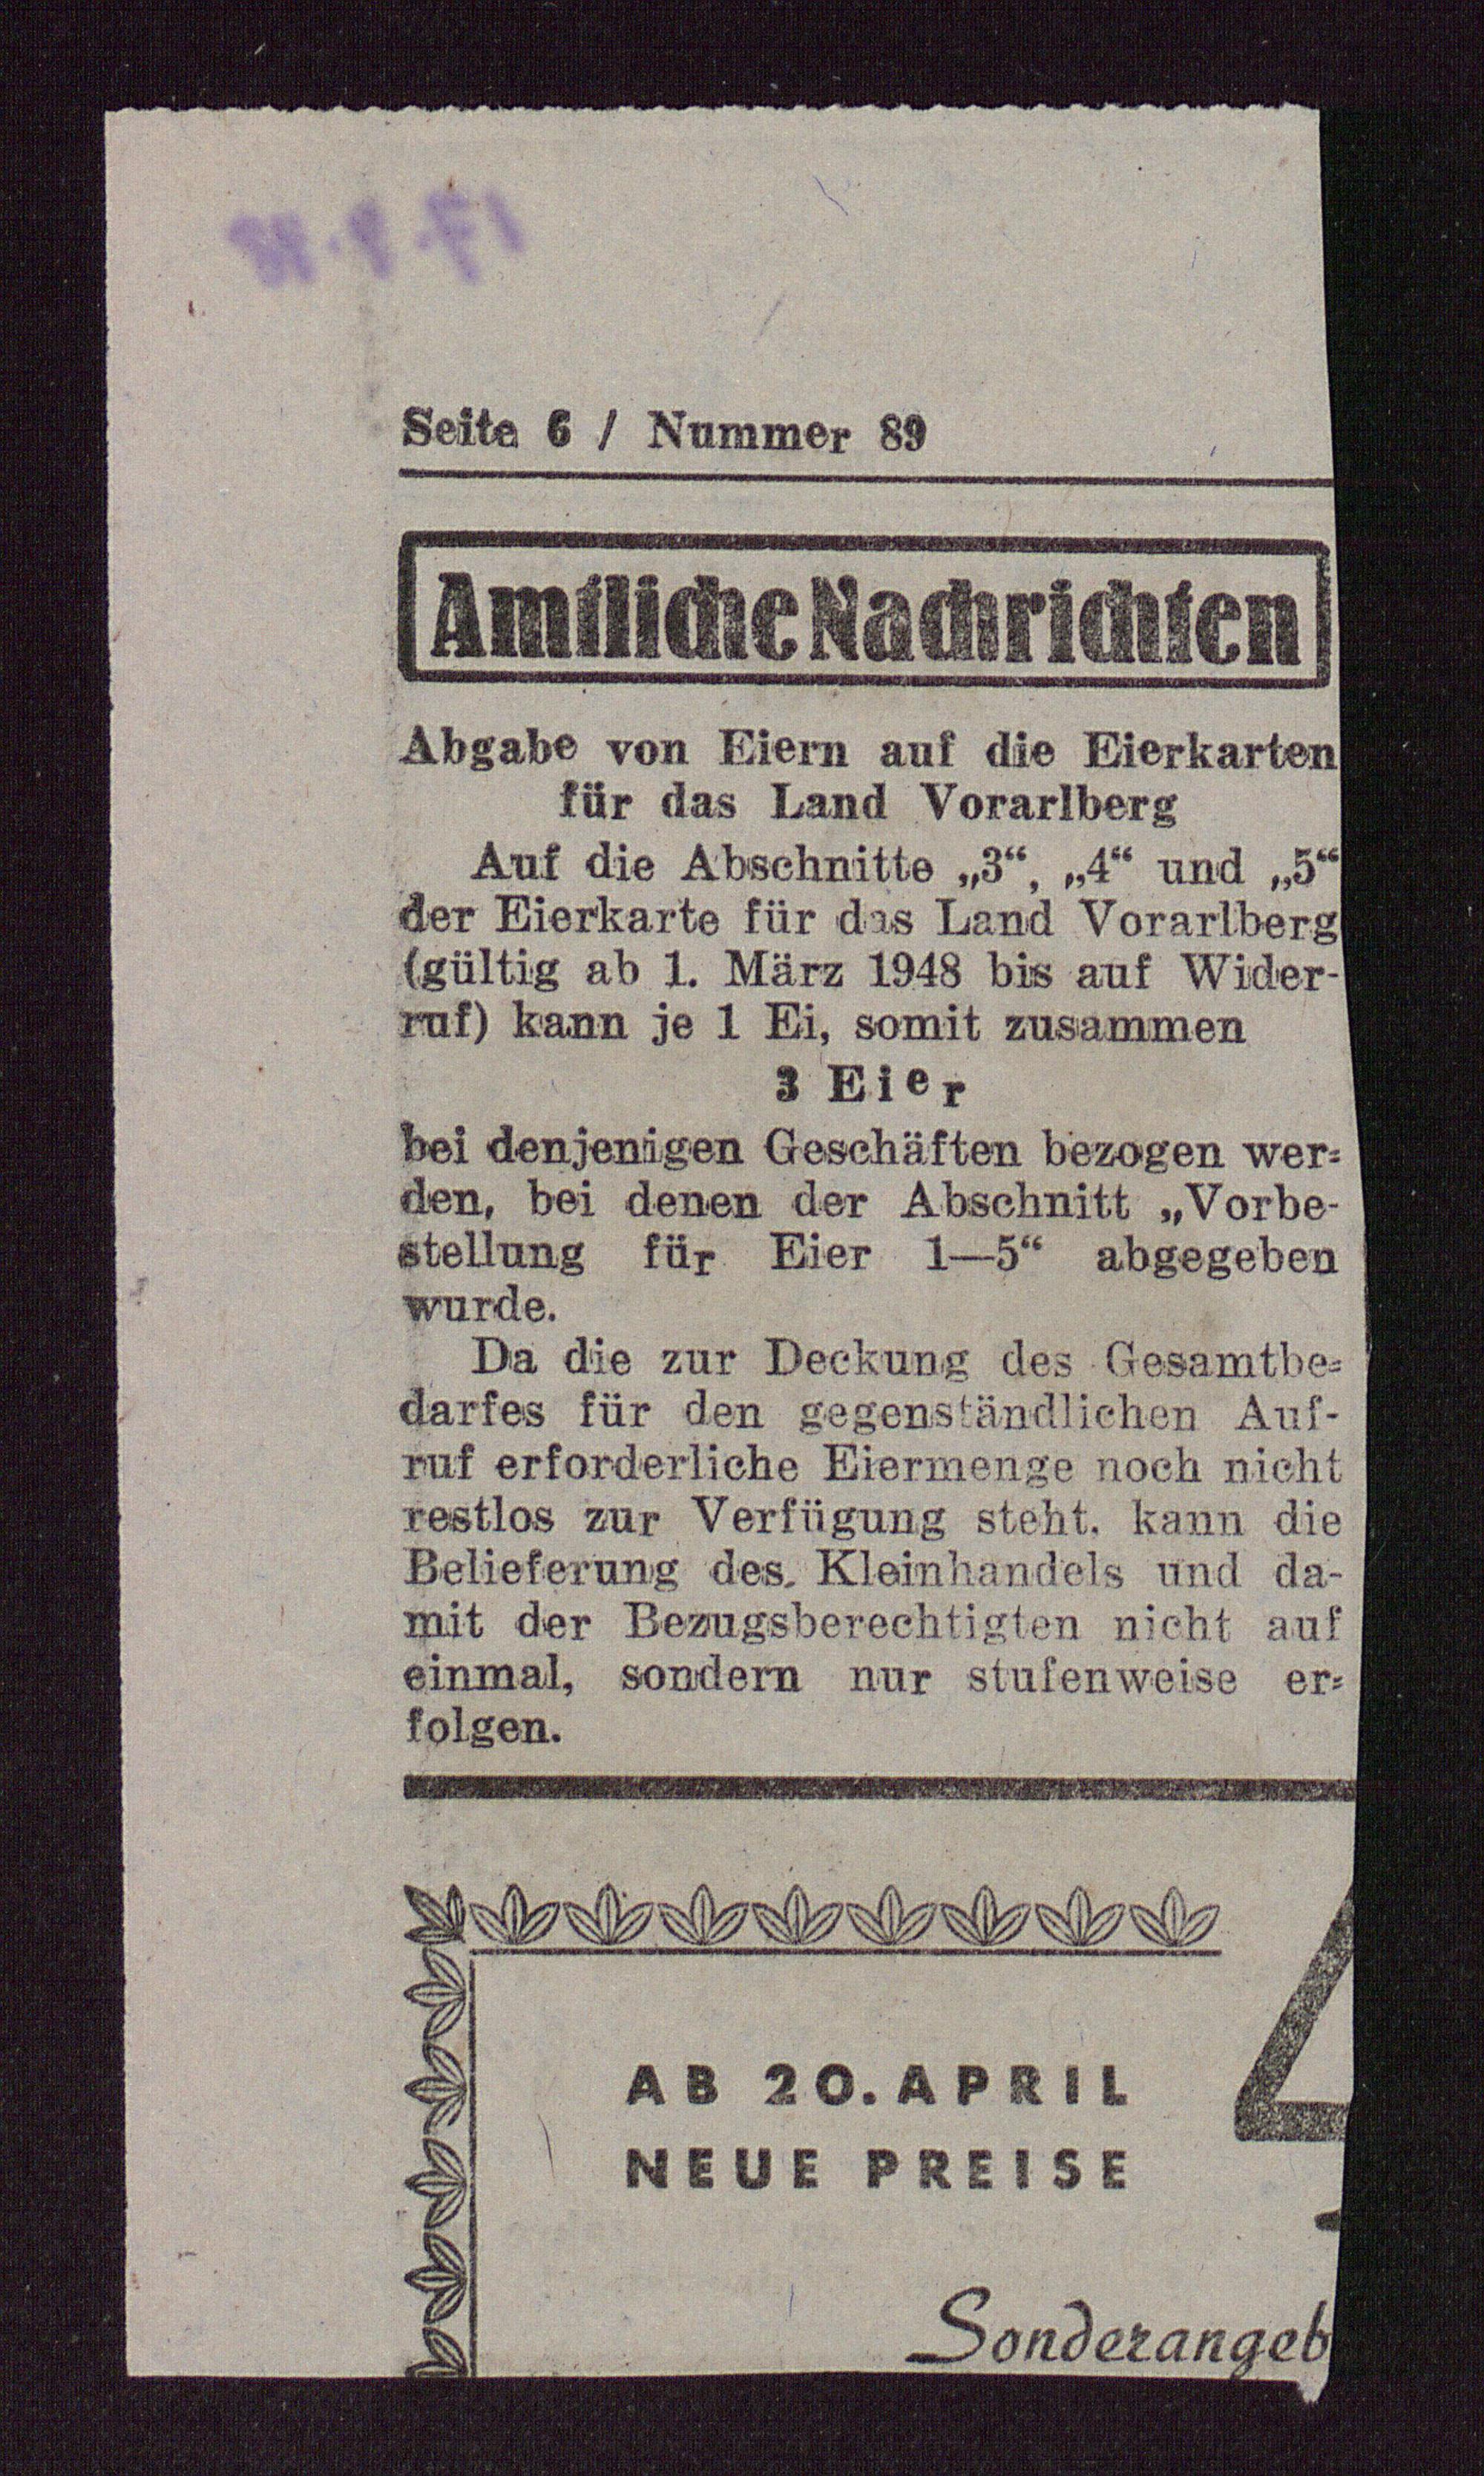 Seite 6 / Nummer 89
Amtliche Nachrichten
Abgabe von Eiern auf die Eierkarten
für das Land Vorarlberg
Auf die Abschnitte „3“, „4“ und „5“
der Eierkarte für das Land Vorarlberg
(gültig ab 1. März 1948 bis auf Wider-
ruf) kann je 1 Ei, somit zusammen
3 Eier
bei denjenigen Geschäften bezogen wer-
den, bei denen der Abschnitt „Vorbe-
stellung für Eier 1—5“ abgegeben
wurde.
Da die zur Deckung des Gesamtbe-
darfes für den gegenständlichen Auf-
ruf erforderliche Eiermenge noch nicht
restlos zur Verfügung steht, kann die
Belieferung des Kleinhandels und da-
mit der Bezugsberechtigten nicht auf
einmal, sondern nur stufenweise er-
folgen.
AB 20. APRIL
NEUE PREISE
Sonderangeb